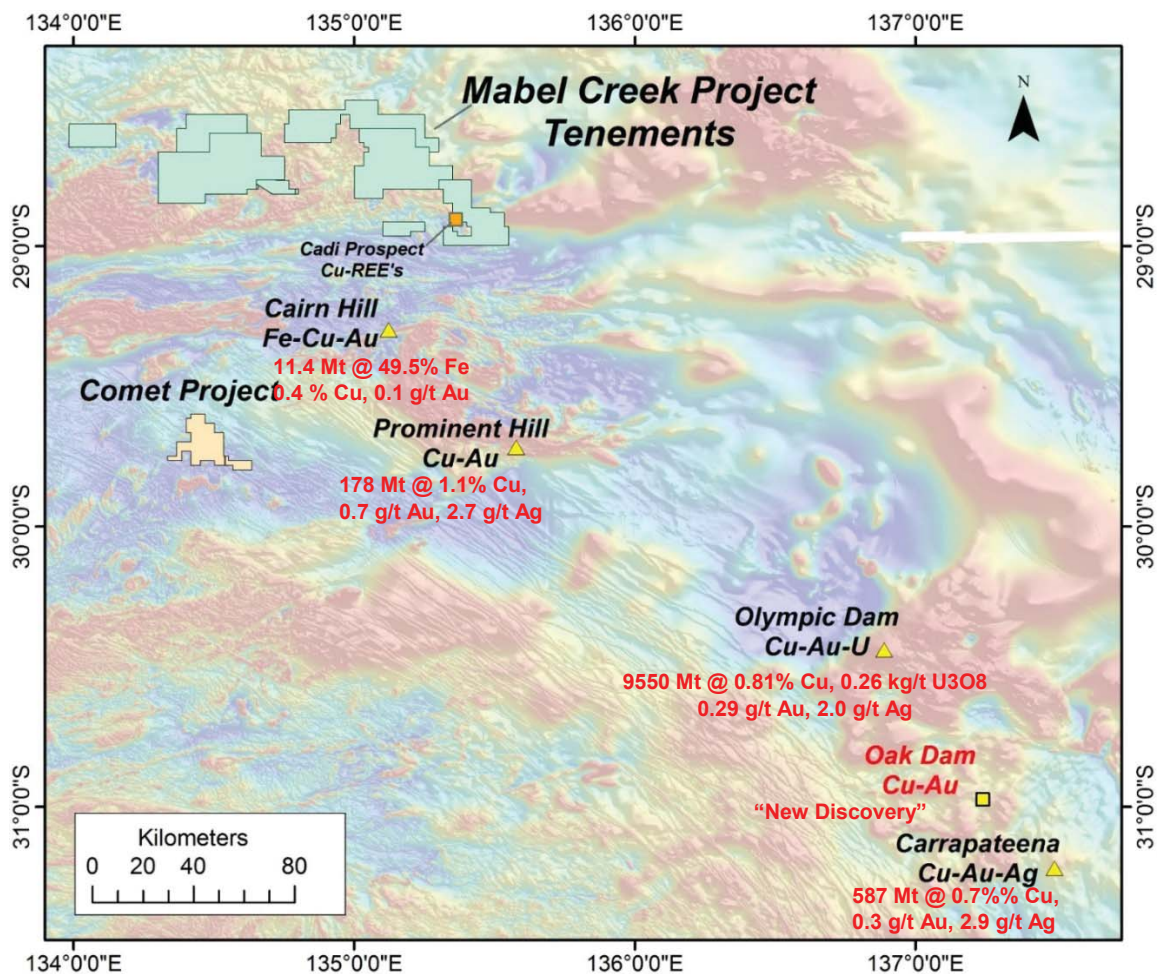 134°0'0"E
135°0'0"E
136°0'0"E
137°0'0"E
Mabel Creek Project
Tenements
N
29°0'0"S
29°0'0"S
Cadi Prospect
Cu-REE's
Cairn Hill
Fe-Cu-Au
11.4 Mt @ 49.5% Fe
0.4 % Cu, 0.1 g/t Au
Comet Project
Prominent Hill
Cu-Au
178 Mt @ 1.1% Cu,
0.7 g/t Au, 2.7 g/t Ag
30°0'0"S
30°0'0"S
Olympic Dam
Cu-Au-U
9550 Mt @ 0.81% Cu, 0.26 kg/t U3O8
0.29 g/t Au, 2.0 g/t Ag
Oak Dam
Cu-Au
“New Discovery”
31°0'0"S
31°0'0"S
Carrapateena
Cu-Au-Ag
587 Mt @ 0.7%% Cu,
0.3 g/t Au, 2.9 g/t Ag
Kilometers
0 20 40 80
134°0'0"E
135°0'0"E
136°0'0"E
137°0'0"E